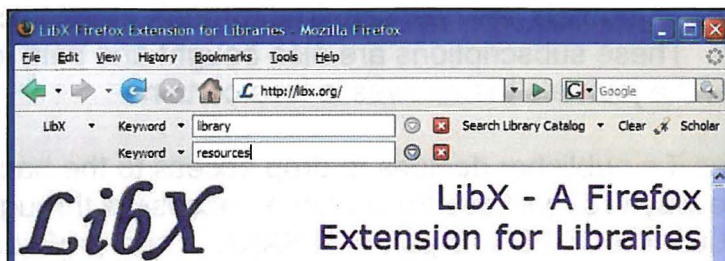 LibX Firefox Extension for Libraries - Mozilla Firefox
File Edit View History Bookmarks Tools Help
L http://libx.org/ G Google
LibX Keyword library Search Library Catalog Clear Scholar
Keyword resources
LibX
LibX - A Firefox
Extension for Libraries